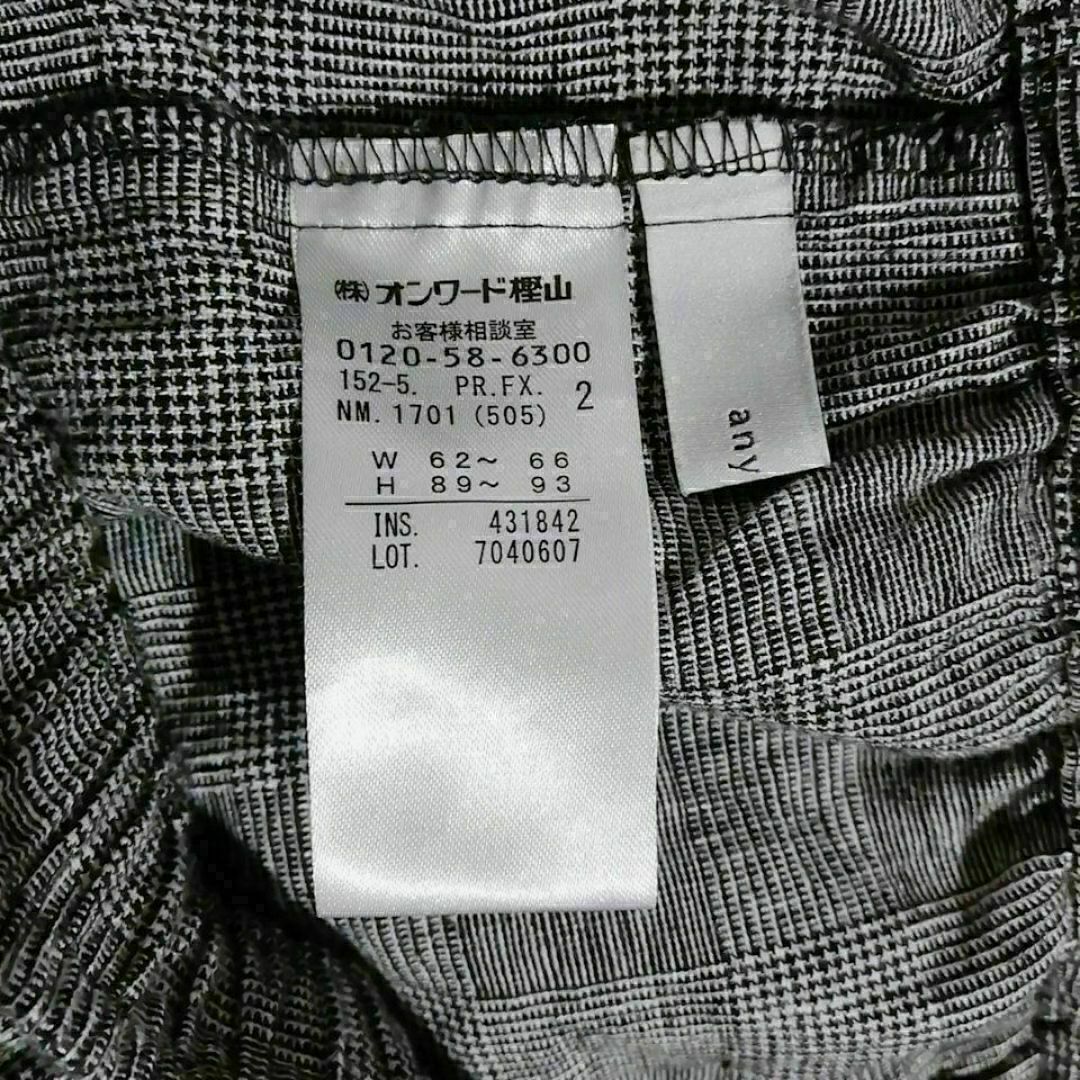 ㈱オンワード樫山
お客様相談室
0120-58-6300
152-5. PR.FX. 2
NM. 1701 (505)
W 62～ 66
H 89～ 93
INS. 431842
LOT. 7040607
any